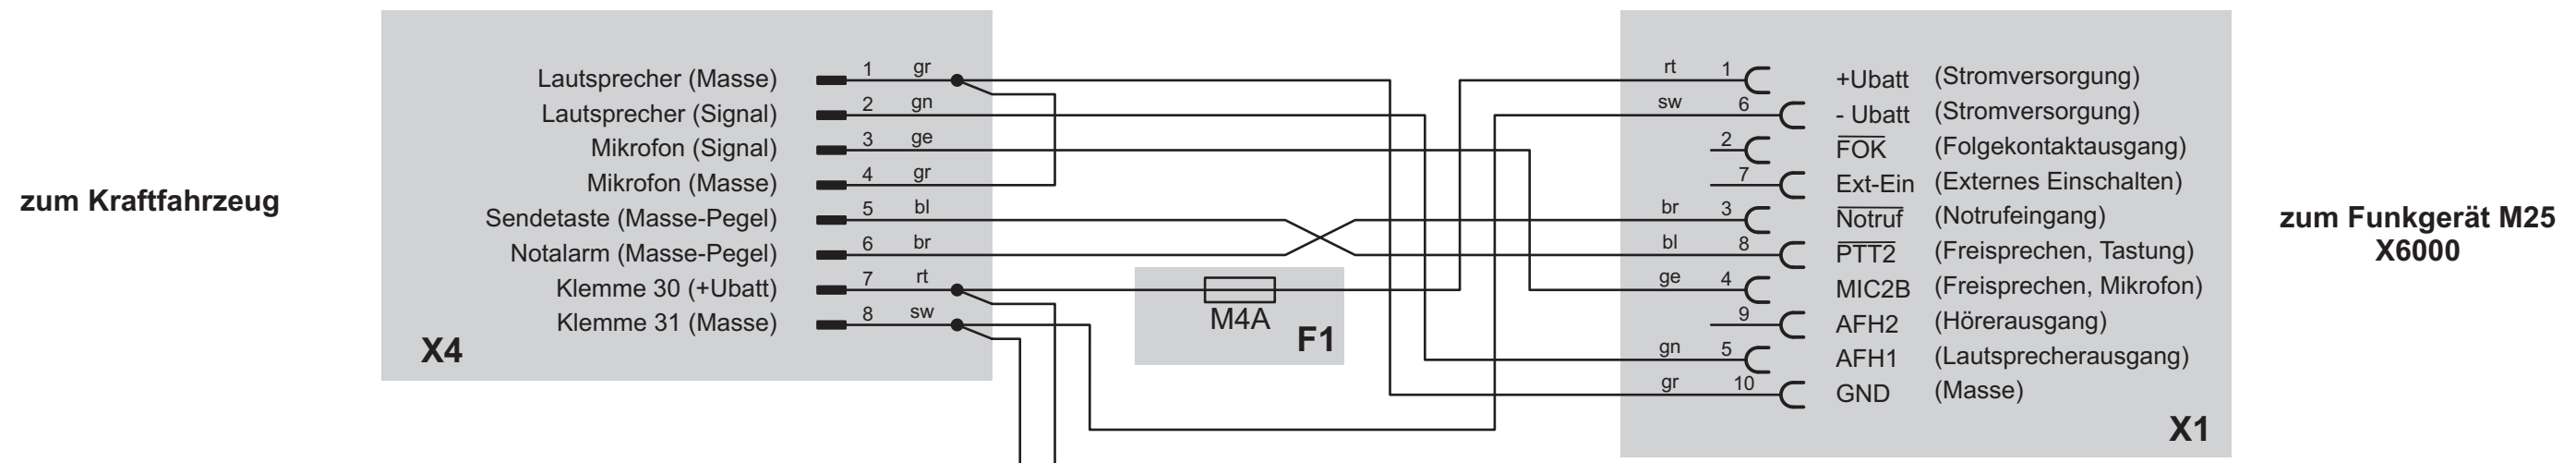 zum Kraftfahrzeug
Lautsprecher (Masse) 1 gr
Lautsprecher (Signal) 2 gn
Mikrofon (Signal) 3 ge
Mikrofon (Masse) 4 gr
Sendetaste (Masse-Pegel) 5 bl
Notalarm (Masse-Pegel) 6 br
Klemme 30 (+Ubatt) 7 rt
Klemme 31 (Masse) 8 sw
X4
M4A
F1
rt 1 +Ubatt (Stromversorgung)
sw 6 - Ubatt (Stromversorgung)
2 F̅O̅K̅ (Folgekontaktausgang)
7 Ext-Ein (Externes Einschalten)
br 3 N̅o̅t̅r̅u̅f̅ (Notrufeingang)
bl 8 P̅T̅T̅2̅ (Freisprechen, Tastung)
ge 4 MIC2B (Freisprechen, Mikrofon)
9 AFH2 (Hörerausgang)
gn 5 AFH1 (Lautsprecherausgang)
gr 10 GND (Masse)
X1
zum Funkgerät M25
X6000